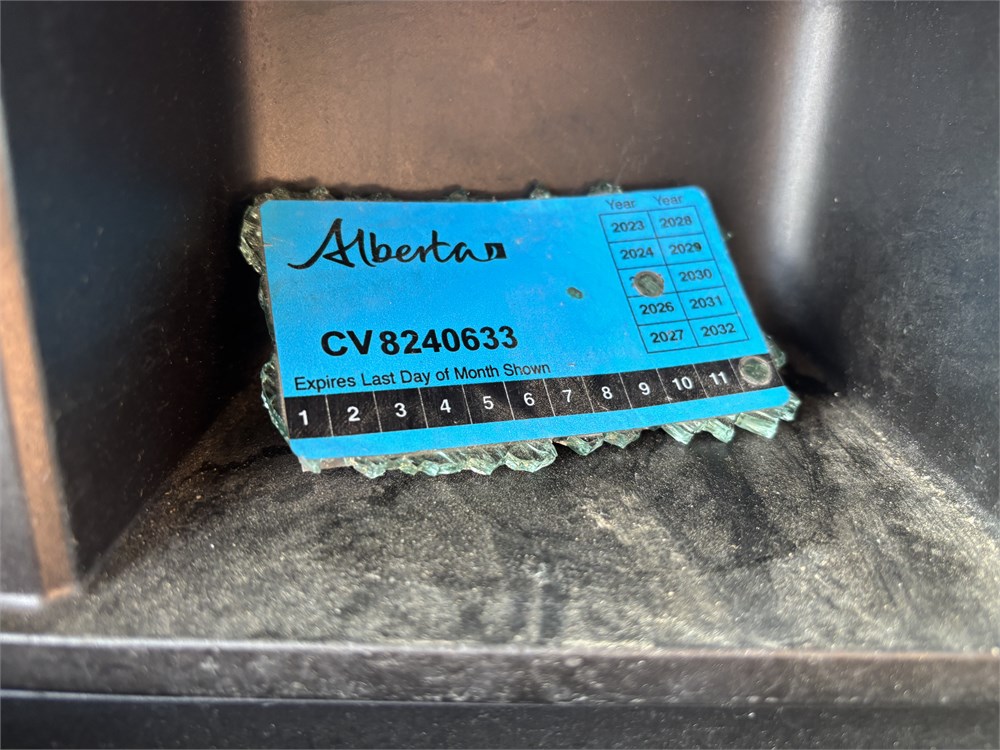 Alberta
Year Year
2023 2028
2024 2029
2030
2026 2031
2027 2032
CV 8240633
Expires Last Day of Month Shown
1 2 3 4 5 6 7 8 9 10 11